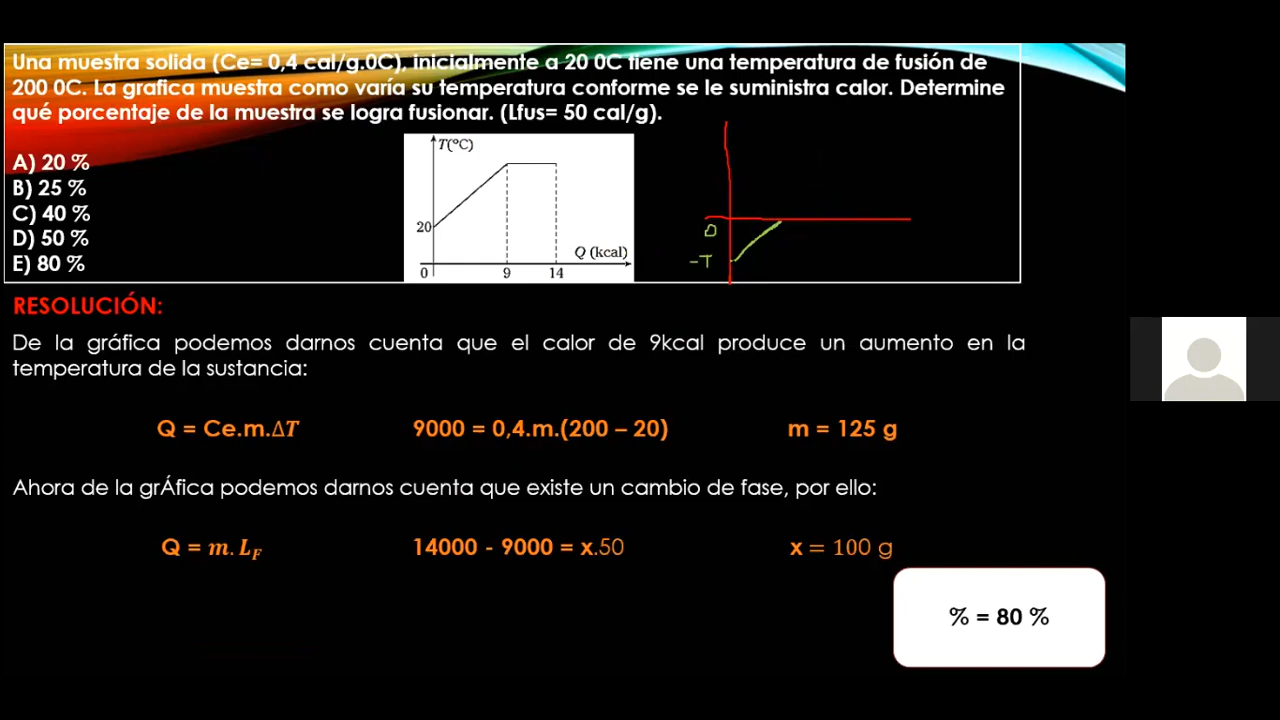 Una muestra solida (Ce= 0,4 cal/g.0C), inicialmente a 20 0C tiene una temperatura de fusión de
200 0C. La grafica muestra como varía su temperatura conforme se le suministra calor. Determine
qué porcentaje de la muestra se logra fusionar. (Lfus= 50 cal/g).
A) 20 %
B) 25 %
C) 40 %
D) 50 %
E) 80 %
T(°C)
20
Q (kcal)
0 9 14
0
-T
RESOLUCIÓN:
De la gráfica podemos darnos cuenta que el calor de 9kcal produce un aumento en la
temperatura de la sustancia:
Q = Ce.m.ΔT 9000 = 0,4.m.(200 – 20) m = 125 g
Ahora de la grÁfica podemos darnos cuenta que existe un cambio de fase, por ello:
Q = m. L_F 14000 - 9000 = x.50 x = 100 g
% = 80 %